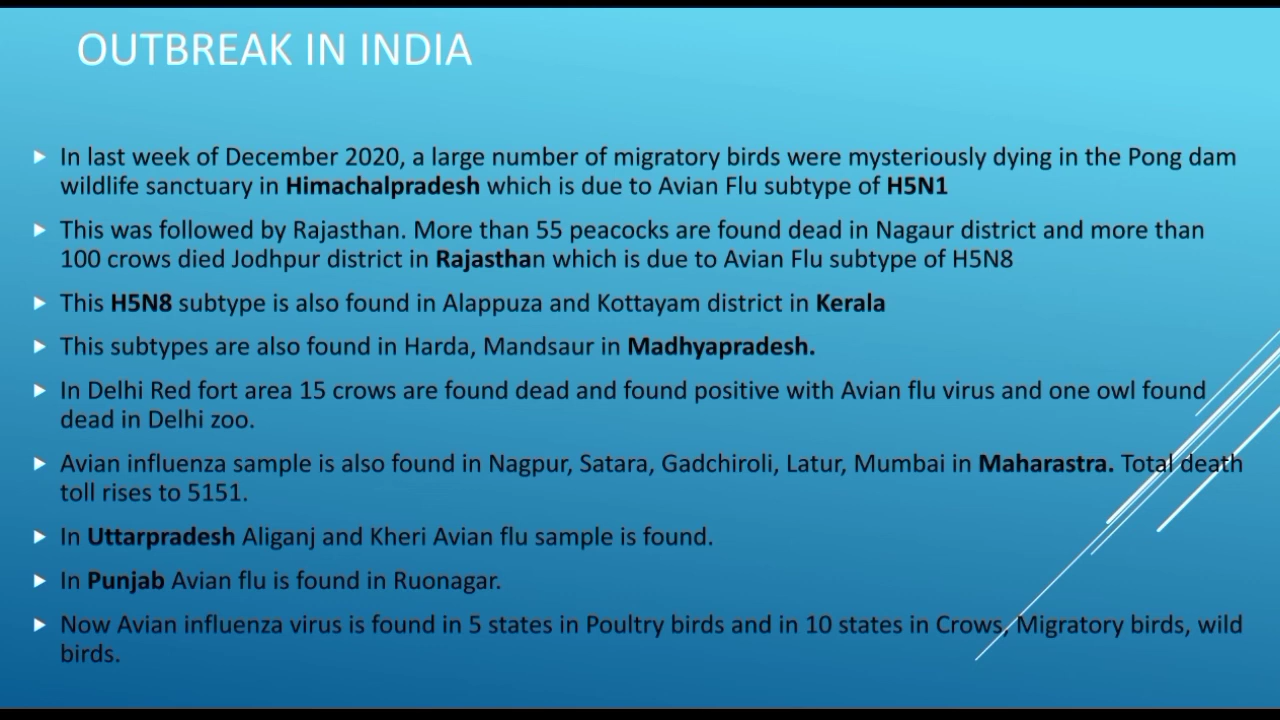 OUTBREAK IN INDIA
In last week of December 2020, a large number of migratory birds were mysteriously dying in the Pong dam
wildlife sanctuary in Himachalpradesh which is due to Avian Flu subtype of H5N1
This was followed by Rajasthan. More than 55 peacocks are found dead in Nagaur district and more than
100 crows died Jodhpur district in Rajasthan which is due to Avian Flu subtype of H5N8
This H5N8 subtype is also found in Alappuza and Kottayam district in Kerala
This subtypes are also found in Harda, Mandsaur in Madhyapradesh.
In Delhi Red fort area 15 crows are found dead and found positive with Avian flu virus and one owl found
dead in Delhi zoo.
Avian influenza sample is also found in Nagpur, Satara, Gadchiroli, Latur, Mumbai in Maharastra. Total death
toll rises to 5151.
In Uttarpradesh Aliganj and Kheri Avian flu sample is found.
In Punjab Avian flu is found in Ruonagar.
Now Avian influenza virus is found in 5 states in Poultry birds and in 10 states in Crows, Migratory birds, wild
birds.